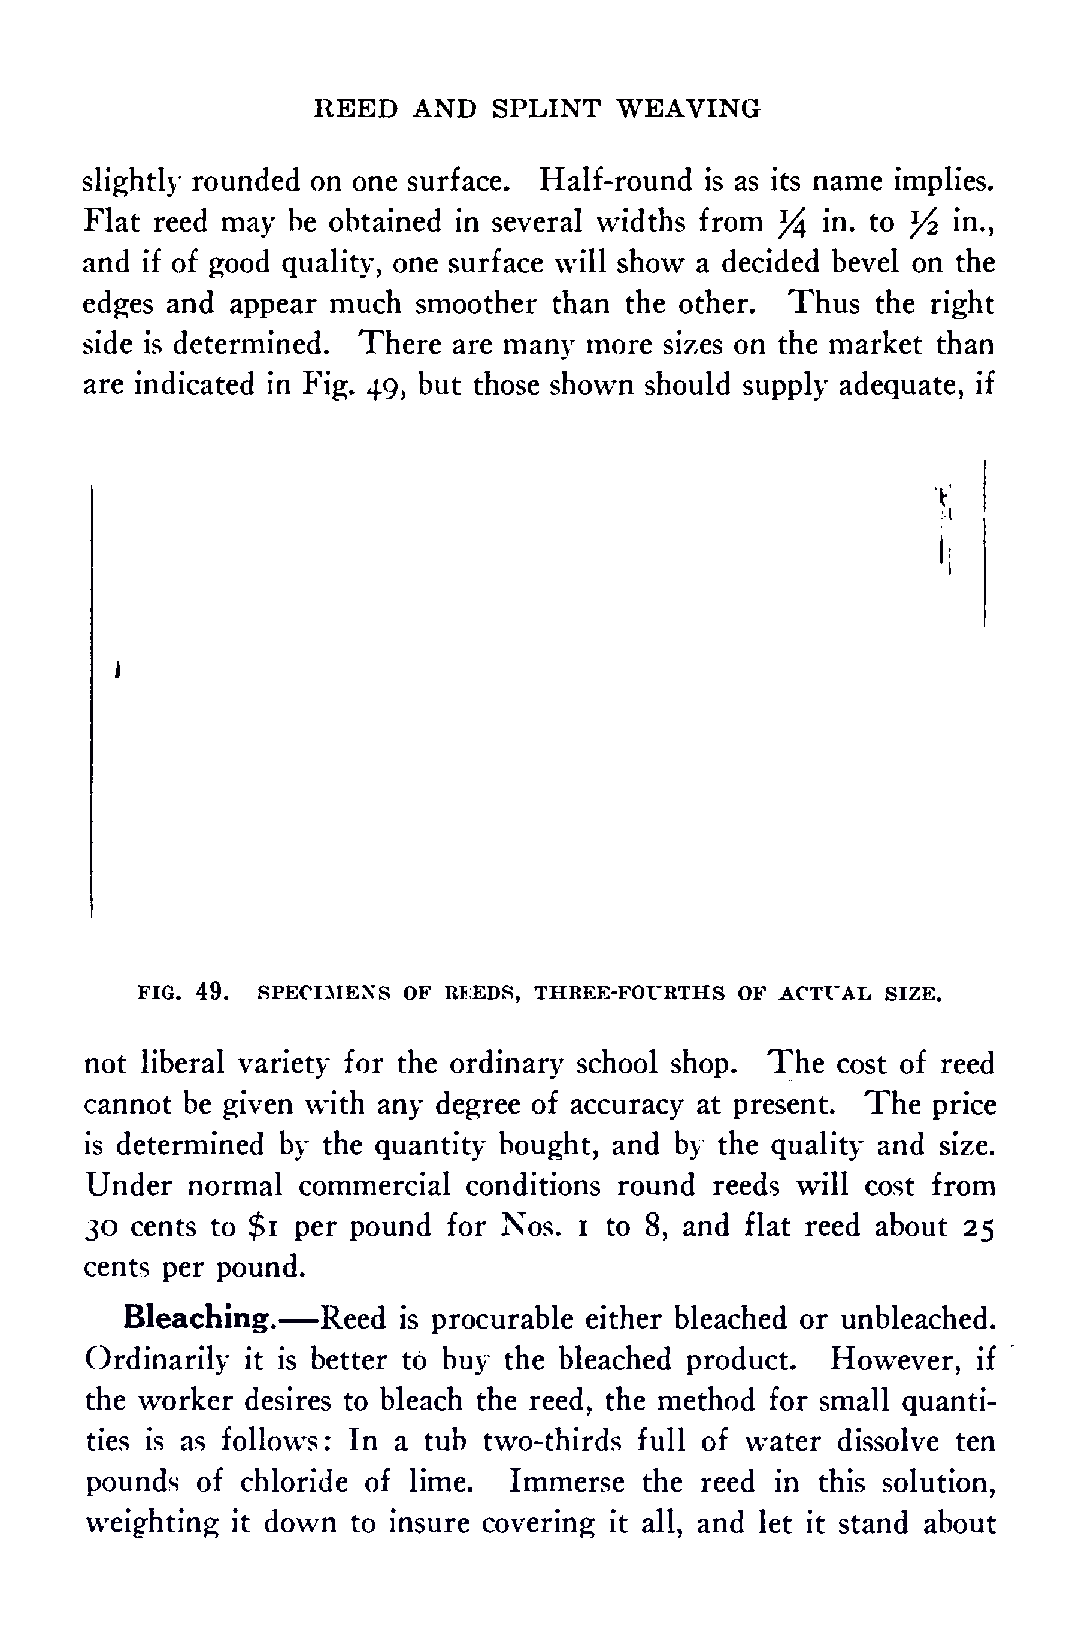 REED AND SPLINT WEAVING
slightly rounded on one surface. Half-round is as its name implies.
Flat reed may be obtained in several widths from ¼ in. to ½ in.,
and if of good quality, one surface will show a decided bevel on the
edges and appear much smoother than the other. Thus the right
side is determined. There are many more sizes on the market than
are indicated in Fig. 49, but those shown should supply adequate, if
FIG. 49. SPECIMENS OF REEDS, THREE-FOURTHS OF ACTUAL SIZE.
not liberal variety for the ordinary school shop. The cost of reed
cannot be given with any degree of accuracy at present. The price
is determined by the quantity bought, and by the quality and size.
Under normal commercial conditions round reeds will cost from
30 cents to $1 per pound for Nos. 1 to 8, and flat reed about 25
cents per pound.
Bleaching.—Reed is procurable either bleached or unbleached.
Ordinarily it is better to buy the bleached product. However, if
the worker desires to bleach the reed, the method for small quanti-
ties is as follows: In a tub two-thirds full of water dissolve ten
pounds of chloride of lime. Immerse the reed in this solution,
weighting it down to insure covering it all, and let it stand about